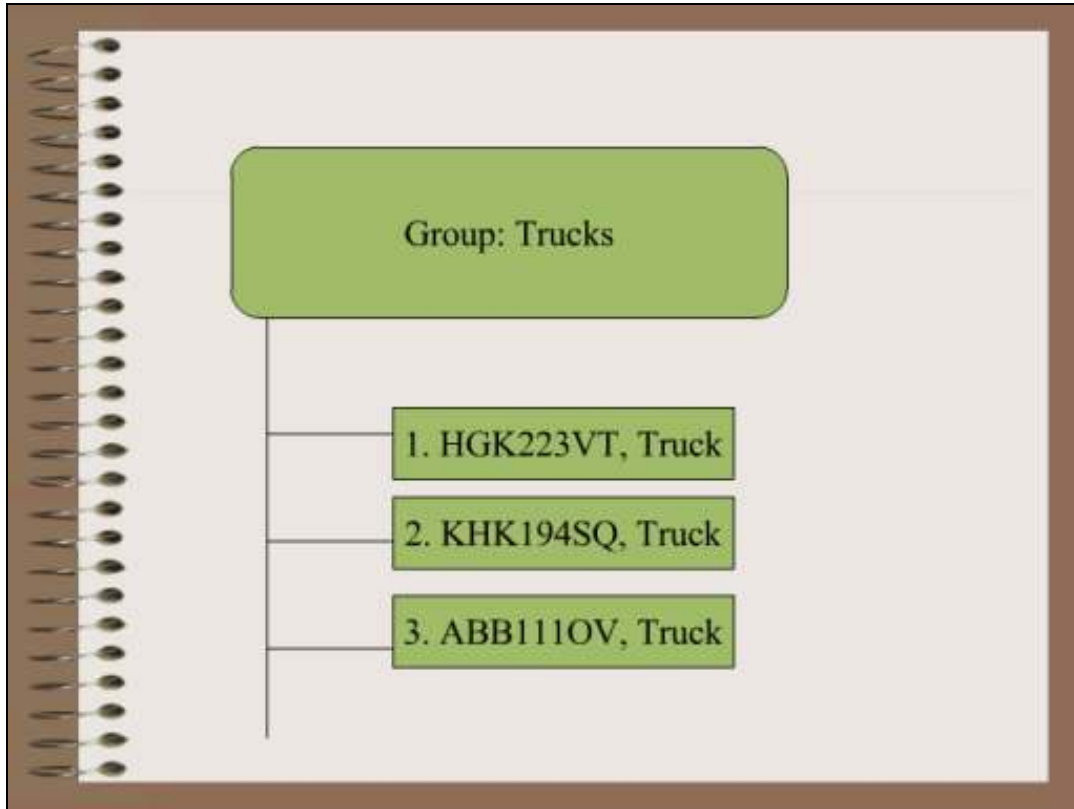 Group: Trucks
1. HGK223VT, Truck
2. KHK194SQ, Truck
3. ABB111OV, Truck